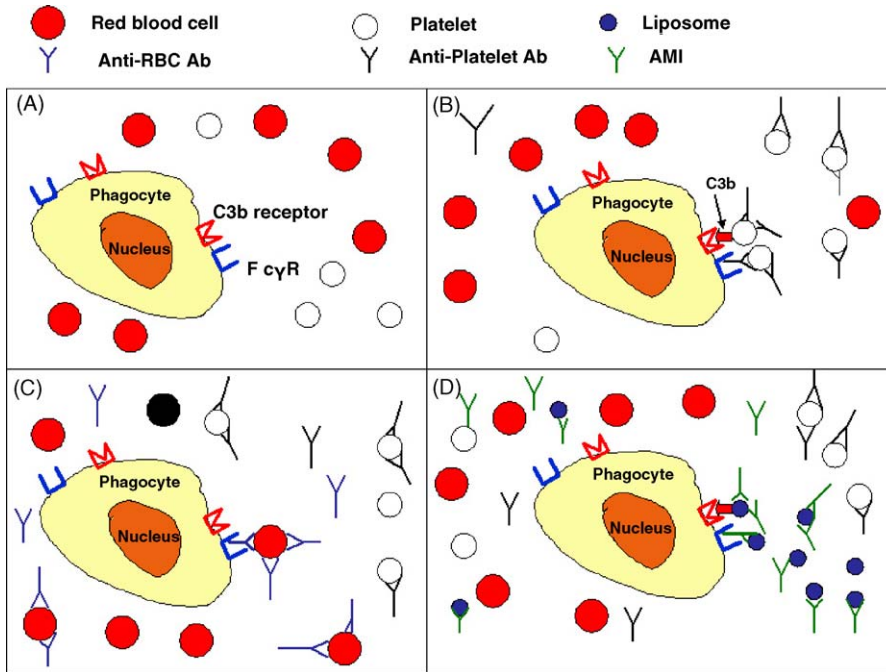 Red blood cell
Platelet
Liposome
Anti-RBC Ab
Anti-Platelet Ab
AMI
(A)
Phagocyte
C3b receptor
Nucleus
F cγR
(B)
C3b
Phagocyte
Nucleus
(C)
Phagocyte
Nucleus
(D)
Phagocyte
Nucleus